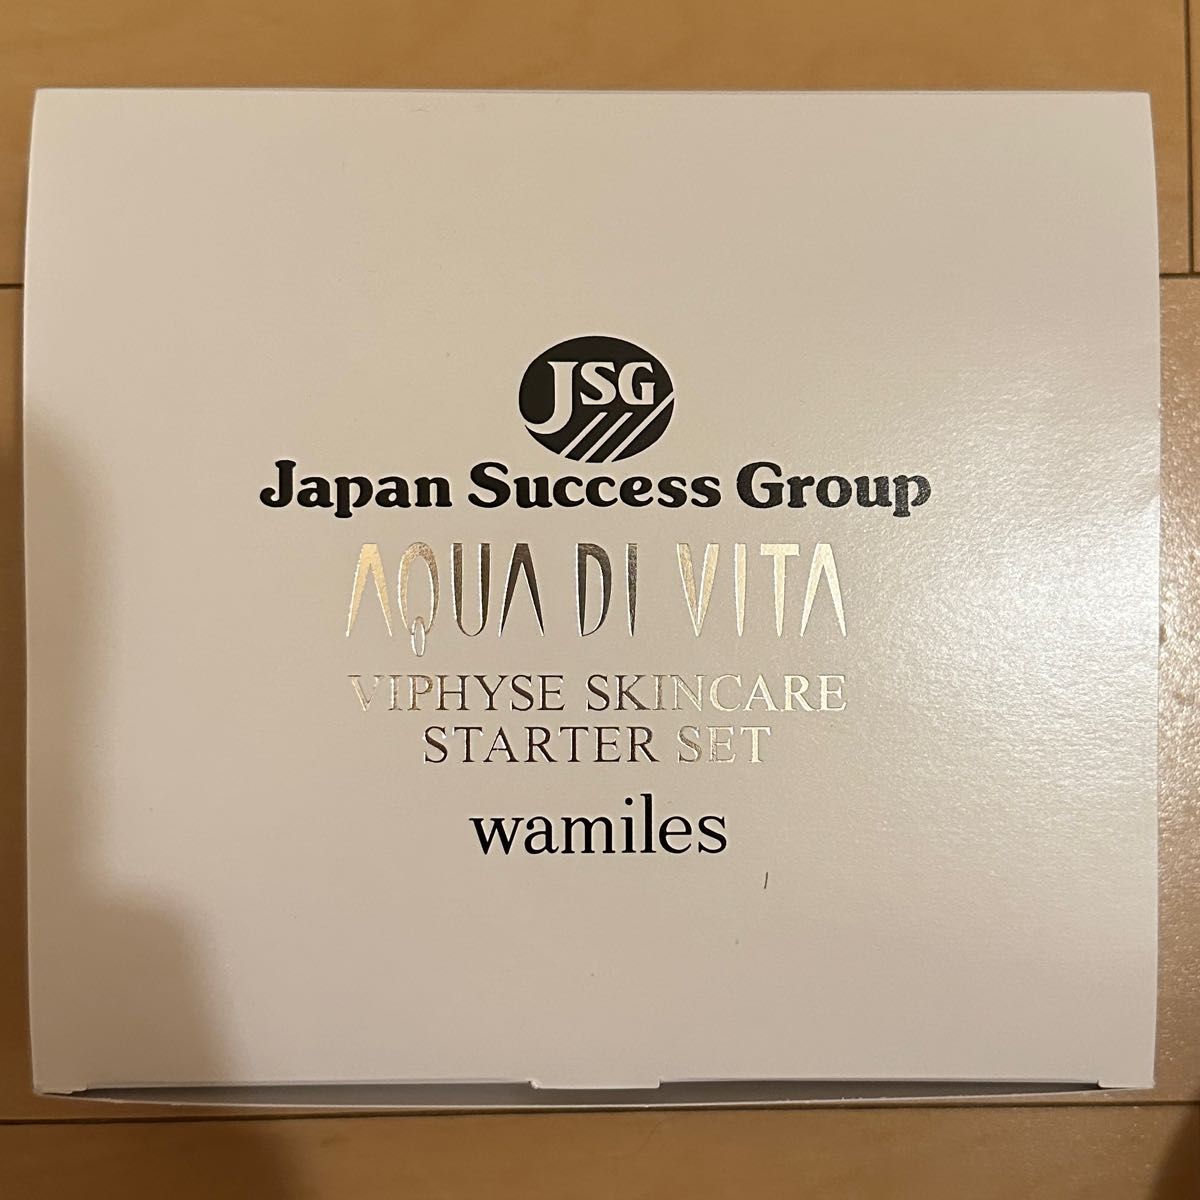 JSG
Japan Success Group
AQUA DI VITA
VIPHYSE SKINCARE
STARTER SET
wamiles